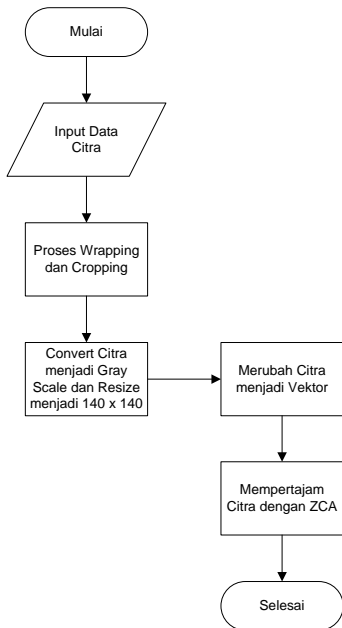 Mulai
Input Data
Citra
Proses Wrapping
dan Cropping
Convert Citra
menjadi Gray
Scale dan Resize
menjadi 140 x 140
Merubah Citra
menjadi Vektor
Mempertajam
Citra dengan ZCA
Selesai